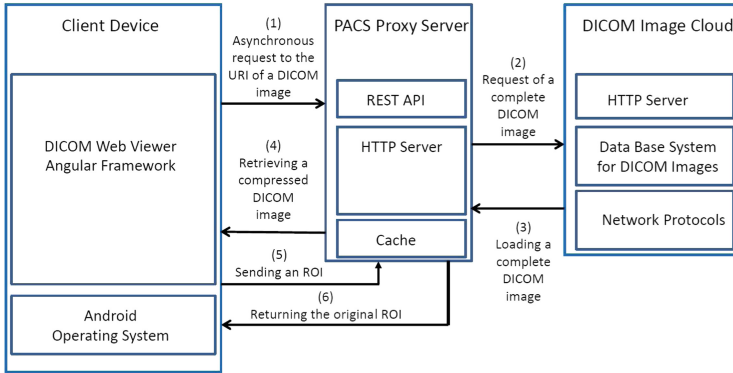 Client Device
DICOM Web Viewer
Angular Framework
Android
Operating System
(1)
Asynchronous
request to the
URI of a DICOM
image
(4)
Retrieving a
compressed
DICOM
image
(5)
Sending an ROI
(6)
Returning the original ROI
PACS Proxy Server
REST API
HTTP Server
Cache
(2)
Request of a
complete
DICOM
image
(3)
Loading a
complete
DICOM
image
DICOM Image Cloud
HTTP Server
Data Base System
for DICOM Images
Network Protocols